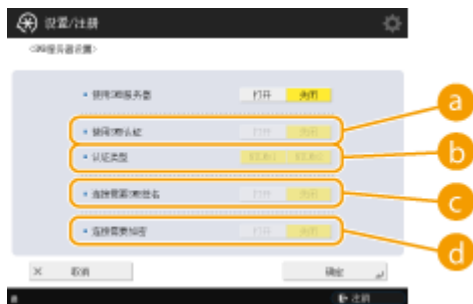 设置/注册
<SMB服务器设置>
使用SMB服务器 打开 关闭
使用SMB认证 打开 关闭
a
认证类型
b
连接需要SMB签名 打开 关闭
c
连接需要加密 打开 关闭
d
取消 确定
注销